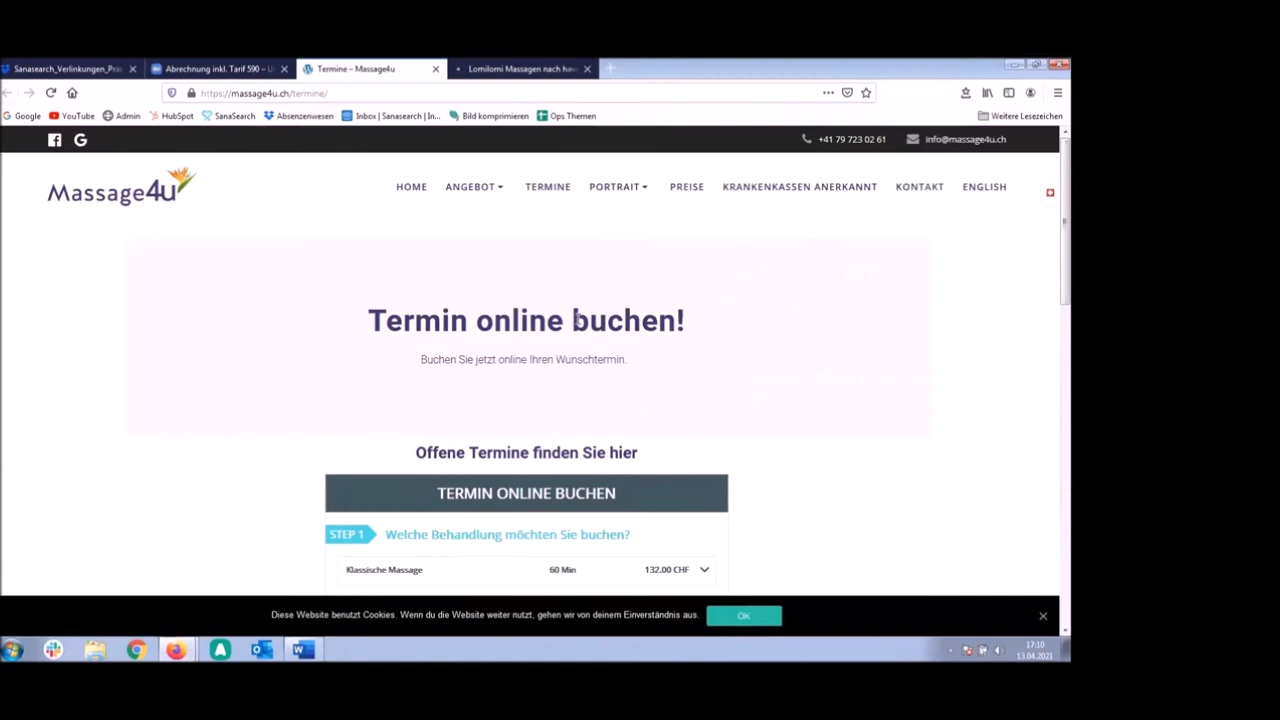 Sanasearch_Verlinkungen_Pra
Abrechnung inkl. Tarif 590 –
Termine – Massage4u
Lomilomi Massagen nach haw
https://massage4u.ch/termine/
Google YouTube Admin HubSpot SanaSearch Absenzenwesen Inbox | Sanasearch | In... Bild komprimieren Ops Themen Weitere Lesezeichen
+41 79 723 02 61 info@massage4u.ch
Massage4u
HOME ANGEBOT TERMINE PORTRAIT PREISE KRANKENKASSEN ANERKANNT KONTAKT ENGLISH
Termin online buchen!
Buchen Sie jetzt online Ihren Wunschtermin.
Offene Termine finden Sie hier
TERMIN ONLINE BUCHEN
STEP 1 Welche Behandlung möchten Sie buchen?
Klassische Massage 60 Min 132.00 CHF
Diese Website benutzt Cookies. Wenn du die Website weiter nutzt, gehen wir von deinem Einverständnis aus. OK
17:10
13.04.2021